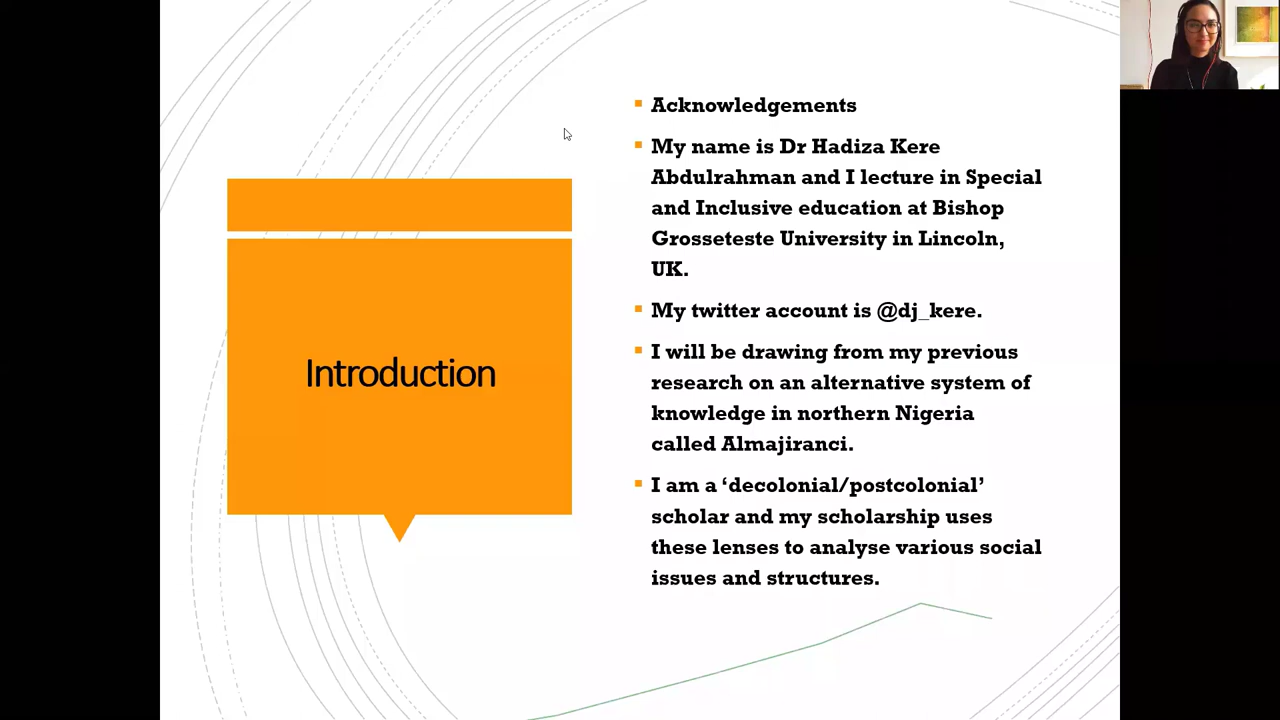 Introduction
Acknowledgements
My name is Dr Hadiza Kere
Abdulrahman and I lecture in Special
and Inclusive education at Bishop
Grosseteste University in Lincoln,
UK.
My twitter account is @dj_kere.
I will be drawing from my previous
research on an alternative system of
knowledge in northern Nigeria
called Almajiranci.
I am a ‘decolonial/postcolonial’
scholar and my scholarship uses
these lenses to analyse various social
issues and structures.